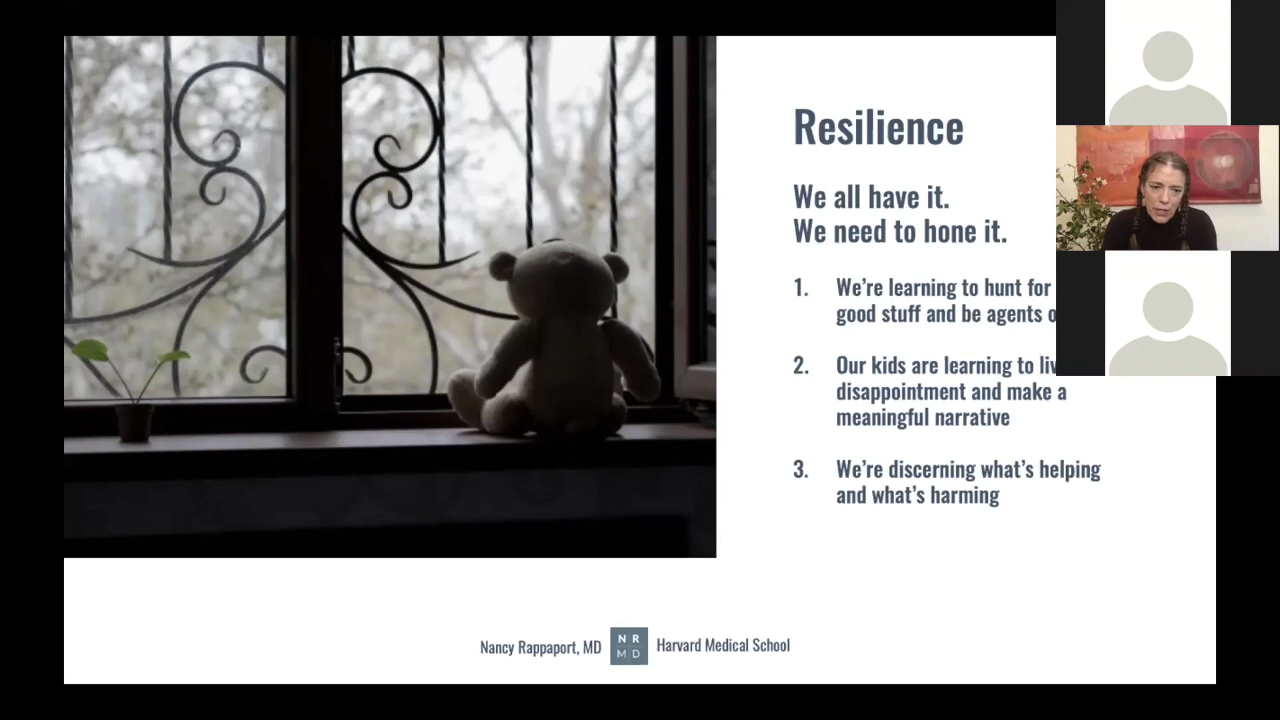 Resilience
We all have it.
We need to hone it.
1. We're learning to hunt for
good stuff and be agents
2. Our kids are learning to
disappointment and make a
meaningful narrative
3. We're discerning what's helping
and what's harming
Nancy Rappaport, MD
N R
M D
Harvard Medical School